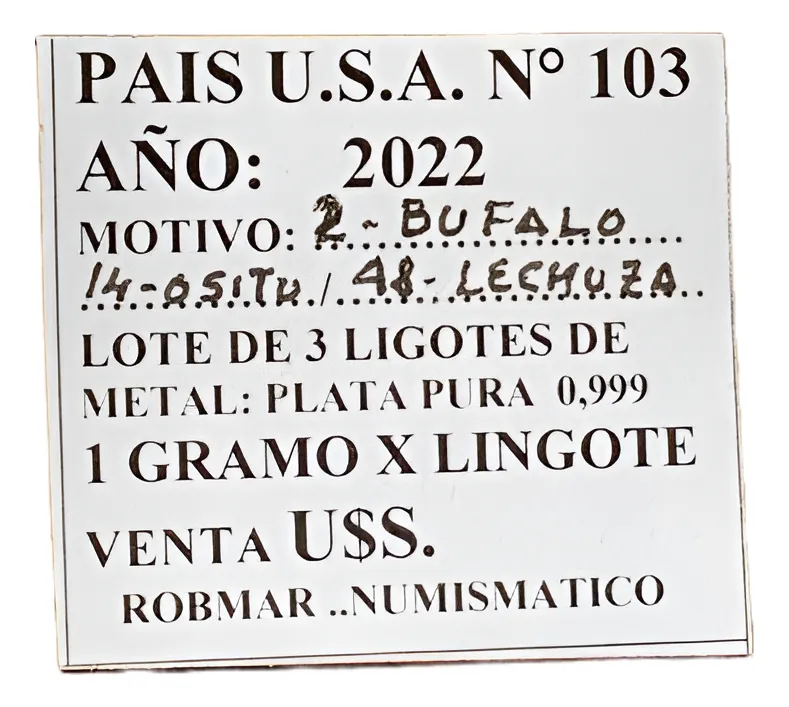 PAIS U.S.A. N° 103
AÑO: 2022
MOTIVO: 2 - BUFALO
14-OSITO / 48- LECHUZA
LOTE DE 3 LIGOTES DE
METAL: PLATA PURA 0,999
1 GRAMO X LINGOTE
VENTA U$S.
ROBMAR ..NUMISMATICO